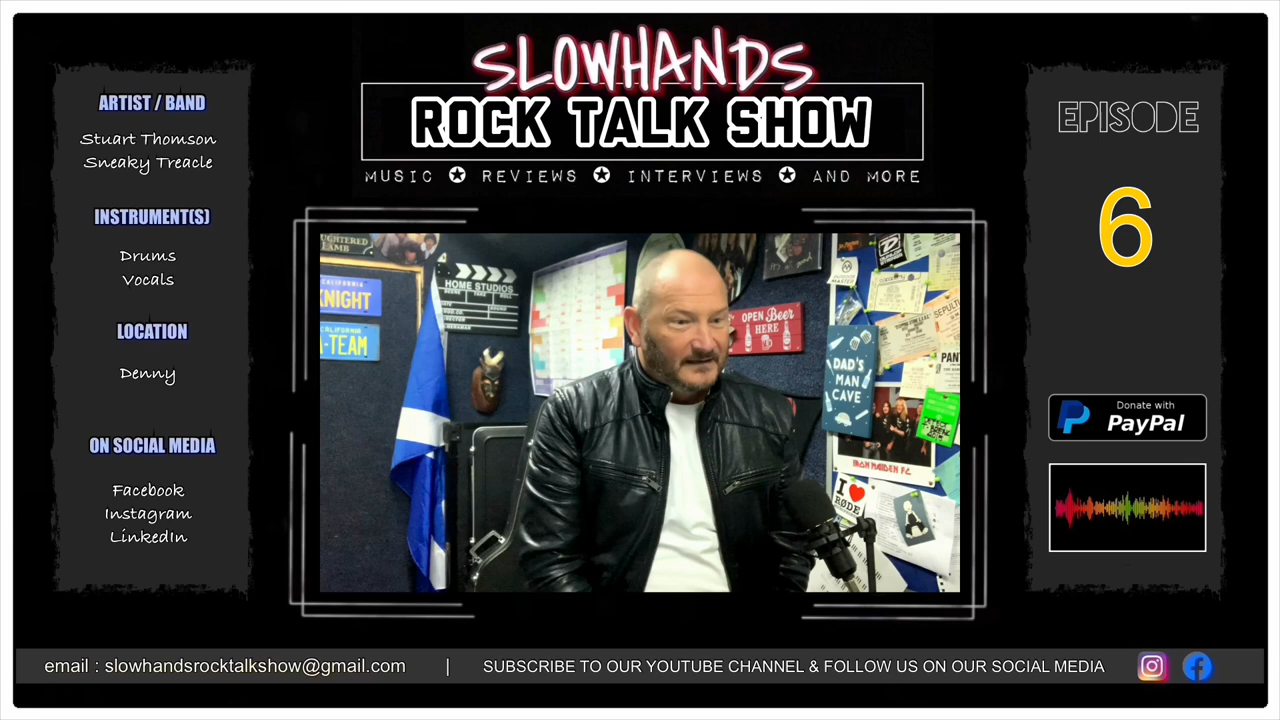 SLOWHANDS
ROCK TALK SHOW
MUSIC ✪ REVIEWS ✪ INTERVIEWS ✪ AND MORE
ARTIST / BAND
Stuart Thomson
Sneaky Treacle
INSTRUMENT(S)
Drums
Vocals
LOCATION
Denny
ON SOCIAL MEDIA
Facebook
Instagram
LinkedIn
EPISODE
6
Donate with
PayPal
CALIFORNIA
KNIGHT
CALIFORNIA
A-TEAM
HOME STUDIOS
OPEN Beer
HERE
DAD'S
MAN
CAVE
IRON MAIDEN FC
I ❤
RØDE
email : slowhandsrocktalkshow@gmail.com | SUBSCRIBE TO OUR YOUTUBE CHANNEL & FOLLOW US ON OUR SOCIAL MEDIA